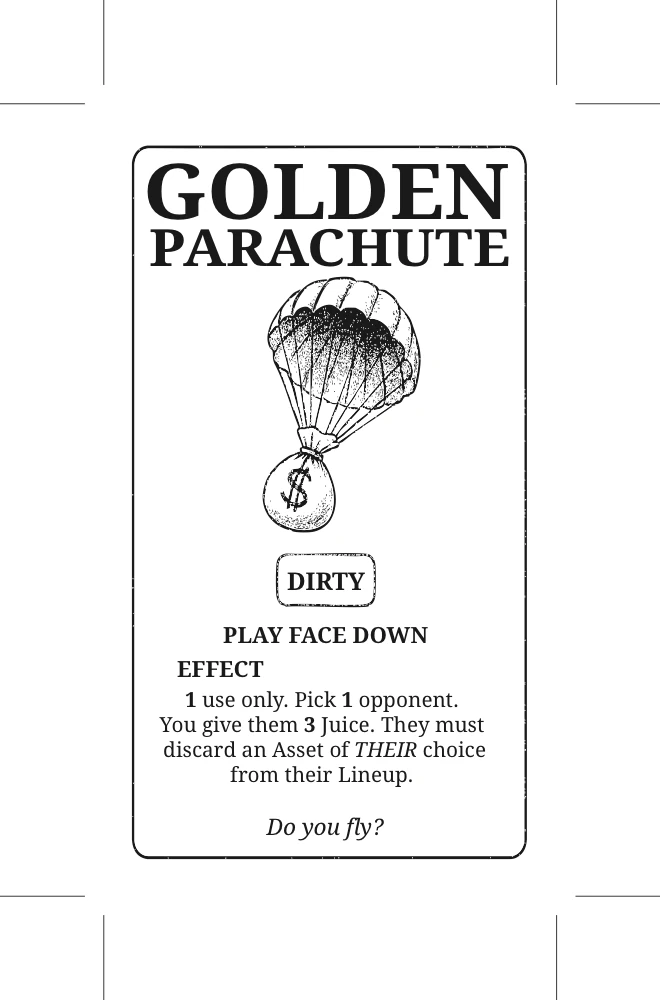 GOLDEN
PARACHUTE
$
DIRTY
PLAY FACE DOWN
EFFECT
1 use only. Pick 1 opponent.
You give them 3 Juice. They must
discard an Asset of THEIR choice
from their Lineup.
Do you fly?